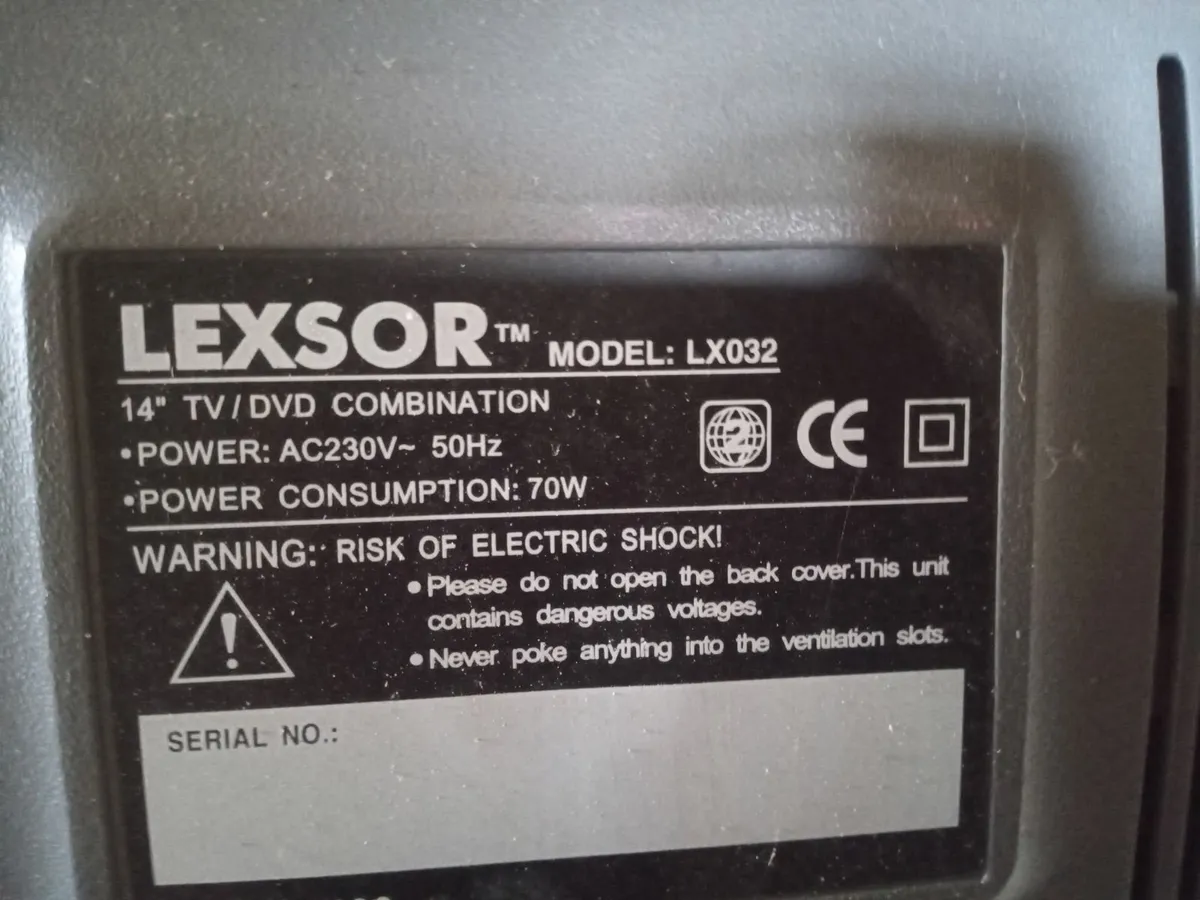 LEXSOR™ MODEL: LX032
14" TV/DVD COMBINATION
•POWER: AC230V~ 50Hz
•POWER CONSUMPTION: 70W
2 CE
WARNING: RISK OF ELECTRIC SHOCK!
• Please do not open the back cover.This unit
contains dangerous voltages.
!
• Never poke anything into the ventilation slots.
SERIAL NO.: